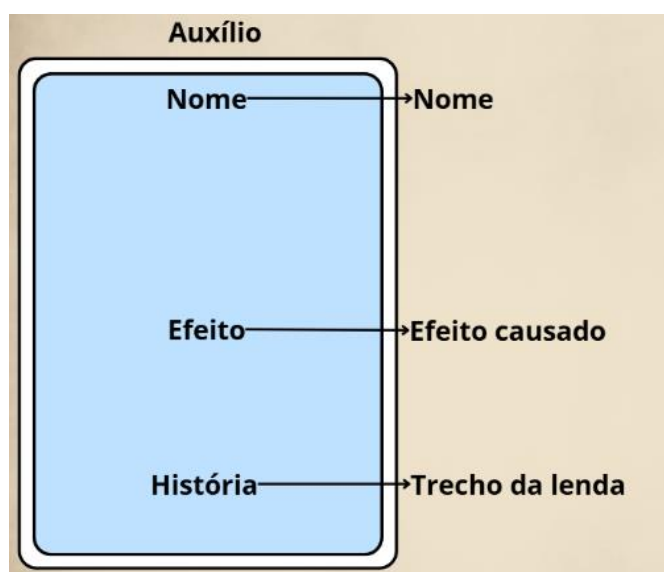 Auxílio
Nome Nome
Efeito Efeito causado
História Trecho da lenda